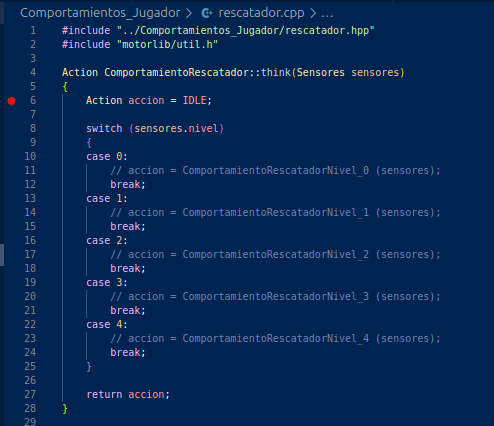 Comportamientos_Jugador > rescatador.cpp > ...
1 #include "../Comportamientos_Jugador/rescatador.hpp"
2 #include "motorlib/util.h"
3
4 Action ComportamientoRescatador::think(Sensores sensores)
5 {
6     Action accion = IDLE;
7
8     switch (sensores.nivel)
9     {
10     case 0:
11         // accion = ComportamientoRescatadorNivel_0 (sensores);
12         break;
13     case 1:
14         // accion = ComportamientoRescatadorNivel_1 (sensores);
15         break;
16     case 2:
17         // accion = ComportamientoRescatadorNivel_2 (sensores);
18         break;
19     case 3:
20         // accion = ComportamientoRescatadorNivel_3 (sensores);
21         break;
22     case 4:
23         // accion = ComportamientoRescatadorNivel_4 (sensores);
24         break;
25     }
26
27     return accion;
28 }
29